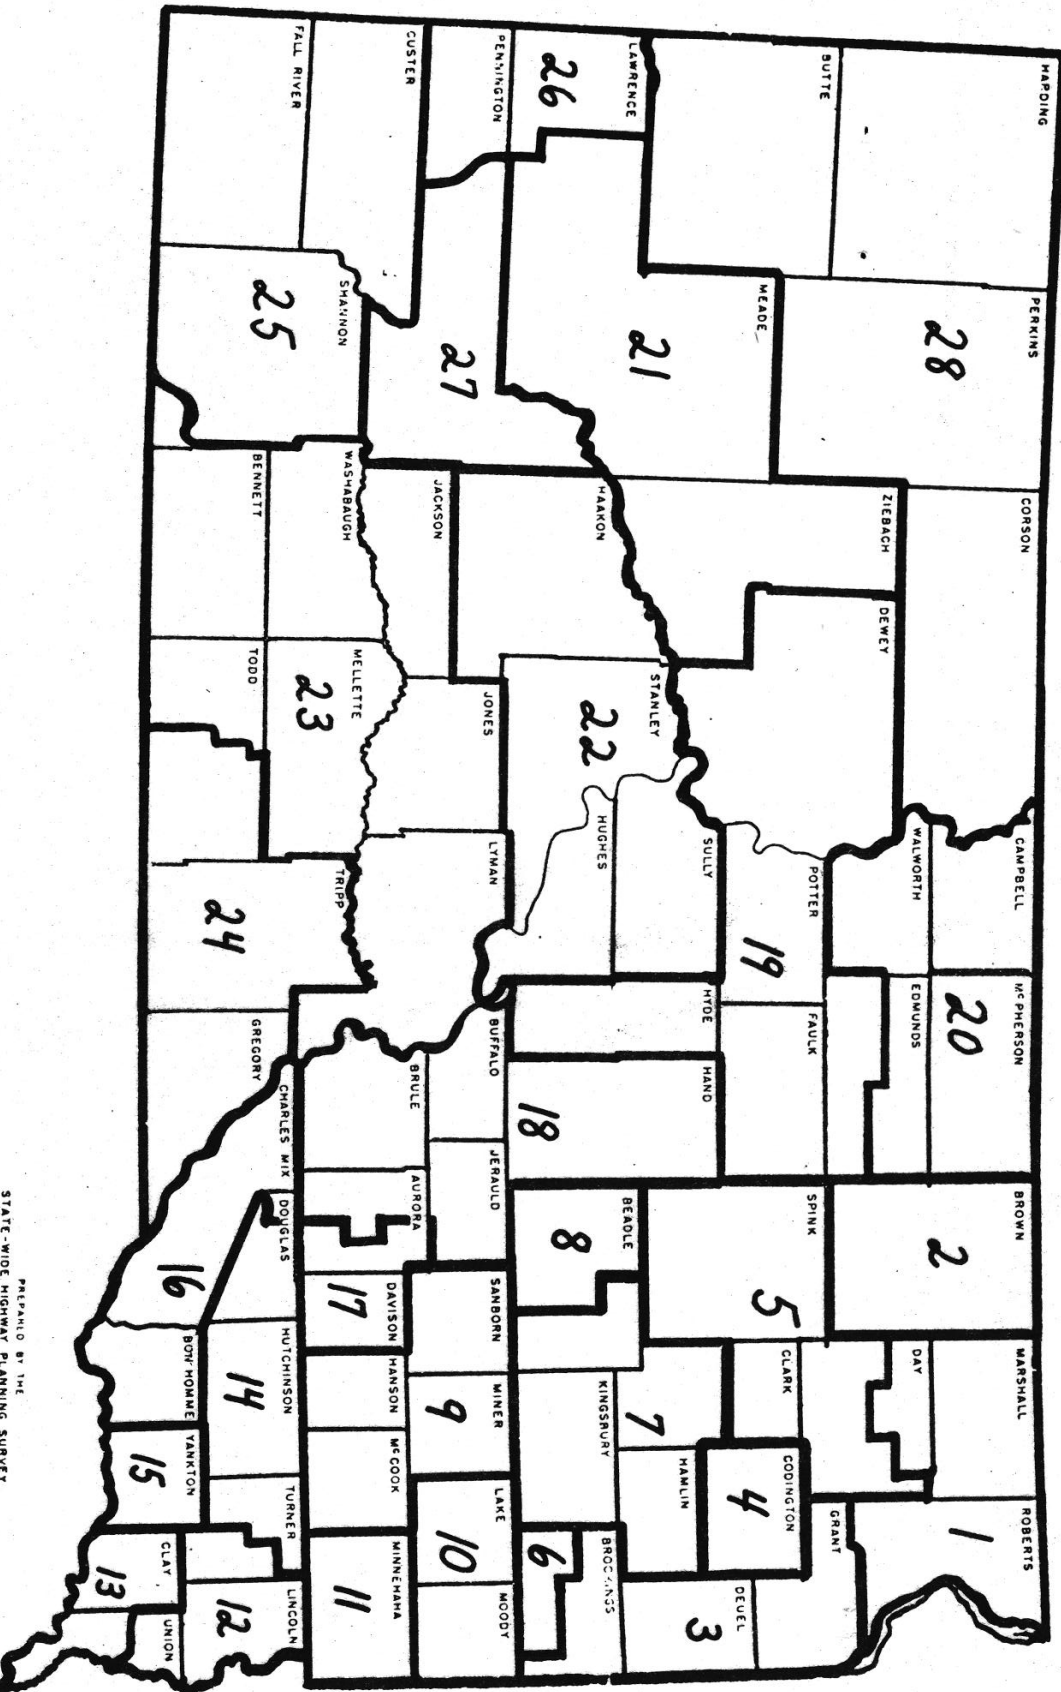 HARDING
BUTTE
LAWRENCE
26
PENNINGTON
CUSTER
FALL RIVER
PERKINS
28
MEADE
21
27
SHANNON
25
CORSON
ZIEBACH
HAAKON
JACKSON
WASHABAUGH
BENNETT
DEWEY
STANLEY
22
JONES
MELLETTE
23
TODD
CAMPBELL
WALWORTH
POTTER
19
SULLY
HUGHES
LYMAN
TRIPP
24
McPHERSON
20
EDMUNDS
FAULK
HYDE
HAND
18
BUFFALO
BRULE
GREGORY
CHARLES MIX
JERAULD
AURORA
DOUGLAS
16
BROWN
2
SPINK
5
BEADLE
8
SANBORN
DAVISON
17
HUTCHINSON
14
BON HOMME
MARSHALL
DAY
CLARK
7
KINGSBURY
MINER
9
HANSON
McCOOK
CODINGTON
4
HAMLIN
LAKE
10
TURNER
YANKTON
15
ROBERTS
1
GRANT
DEUEL
3
BROOKINGS
6
MOODY
MINNEHAHA
11
LINCOLN
12
CLAY
13
UNION
PREPARED BY THE
STATE-WIDE HIGHWAY PLANNING SURVEY